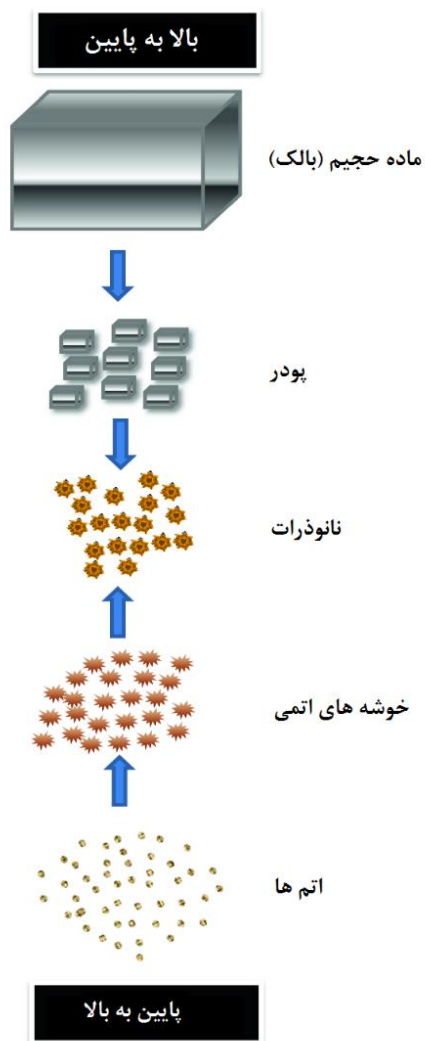 بالا به پایین
ماده حجیم (بالک)
پودر
نانوذرات
خوشه های اتمی
اتم ها
پایین به بالا